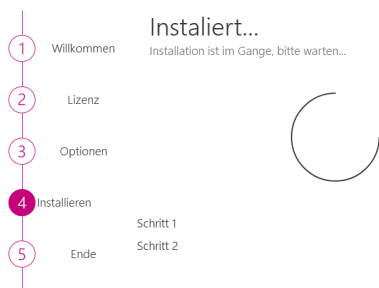 Instaliert...
Installation ist im Gange, bitte warten...
1 Willkommen
2 Lizenz
3 Optionen
4 Installieren
Schritt 1
Schritt 2
5 Ende